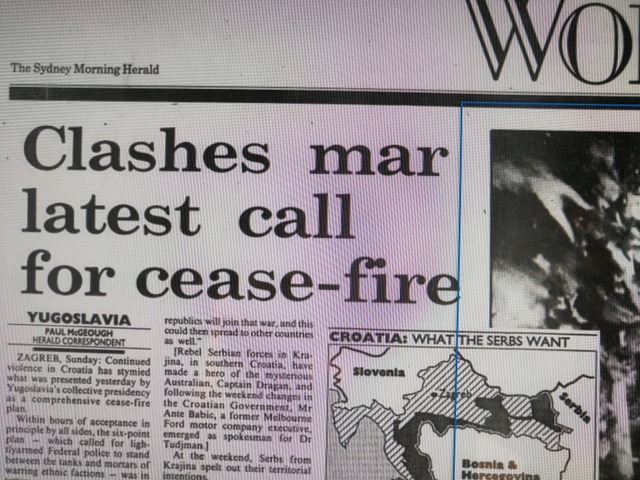 The Sydney Morning Herald
Wo
Clashes mar
latest call
for cease-fire
YUGOSLAVIA
PAUL McGEOUGH
HERALD CORRESPONDENT
ZAGREB, Sunday: Continued
violence in Croatia has stymied
what was presented yesterday by
Yugoslavia's collective presidency
as a comprehensive cease-fire
plan.
Within hours of acceptance in
principle by all sides, the six-point
plan — which called for ligh-
flyarmed Federal police to stand
between the tanks and mortars of
warring ethnic factions — was in
republics will join that war, and this
could then spread to other countries
as well."
[Rebel Serbian forces in Kra-
jina, in southern Croatia, have
made a hero of the mysterious
Australian, Captain Dragan, and
following the weekend changes in
the Croatian Government, Mr
Ante Babic, a former Melbourne
Ford motor company executive,
emerged as spokesman for Dr
Tudjman.]
At the weekend, Serbs from
Krajina spelt out their territorial
intentions.
CROATIA: WHAT THE SERBS WANT
Slovenia
Zagreb
Serbia
Bosnia &
Hercegovina